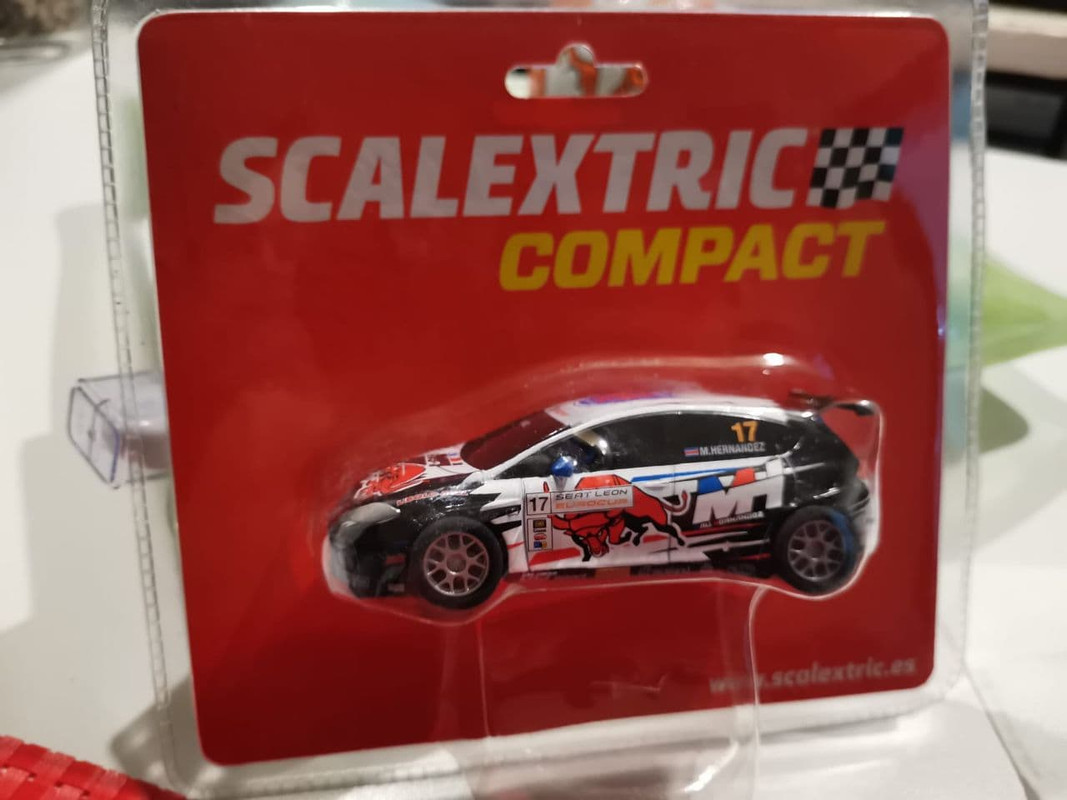 SCALEXTRIC
COMPACT
17
M.HERNANDEZ
17
SEAT LEON
EUROCUP
MH
www.scalextric.es